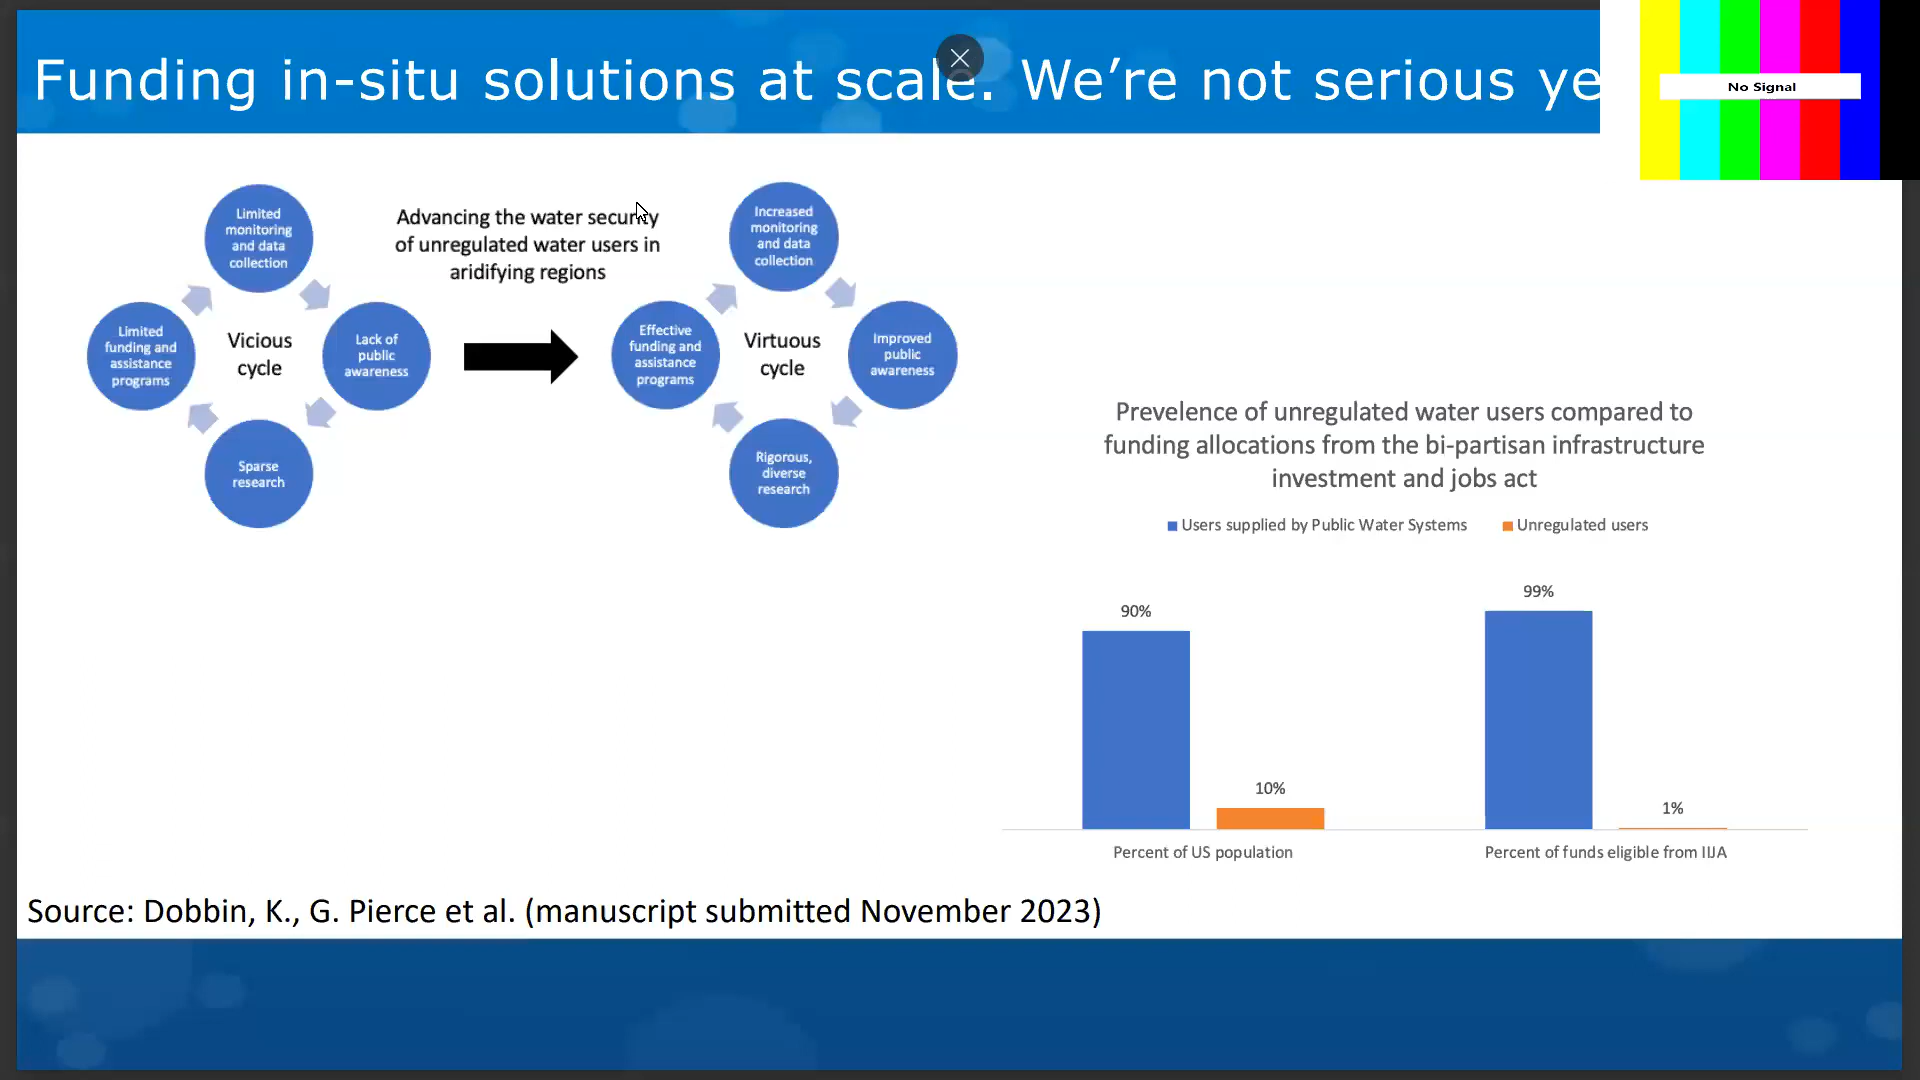 Funding in-situ solutions at scale. We’re not serious ye
No Signal
Limited
monitoring
and data
collection
Limited
funding and
assistance
programs
Vicious
cycle
Lack of
public
awareness
Sparse
research
Advancing the water security
of unregulated water users in
aridifying regions
Increased
monitoring
and data
collection
Effective
funding and
assistance
programs
Virtuous
cycle
Improved
public
awareness
Rigorous,
diverse
research
Prevelence of unregulated water users compared to
funding allocations from the bi-partisan infrastructure
investment and jobs act
Users supplied by Public Water Systems Unregulated users
90%
10%
99%
1%
Percent of US population
Percent of funds eligible from IIJA
Source: Dobbin, K., G. Pierce et al. (manuscript submitted November 2023)